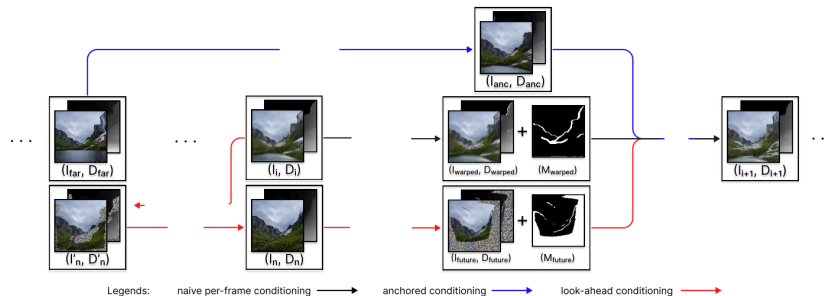 (I_anc, D_anc)
. . .
(I_far, D_far)
. . .
(I_i, D_i)
+
(I_warped, D_warped)
(M_warped)
(I_i+1, D_i+1)
. .
(I'_n, D'_n)
(I_n, D_n)
+
(I_future, D_future)
(M_future)
Legends: naive per-frame conditioning anchored conditioning look-ahead conditioning